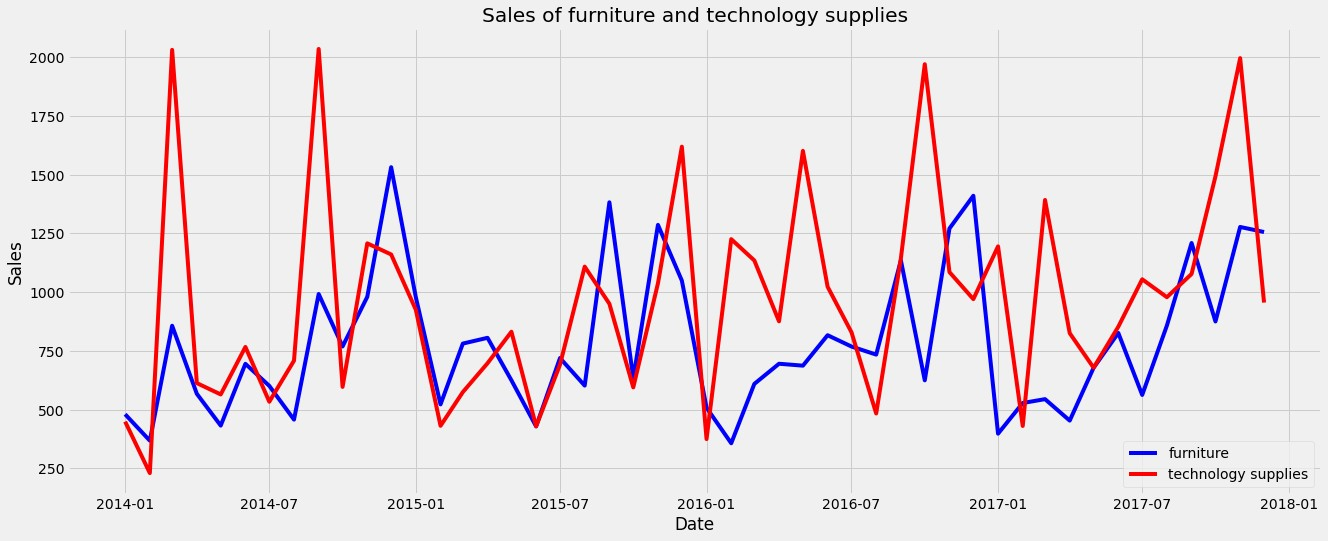 Sales of furniture and technology supplies
Sales
2000
1750
1500
1250
1000
750
500
250
furniture
technology supplies
2014-01 2014-07 2015-01 2015-07 2016-01 2016-07 2017-01 2017-07 2018-01
Date